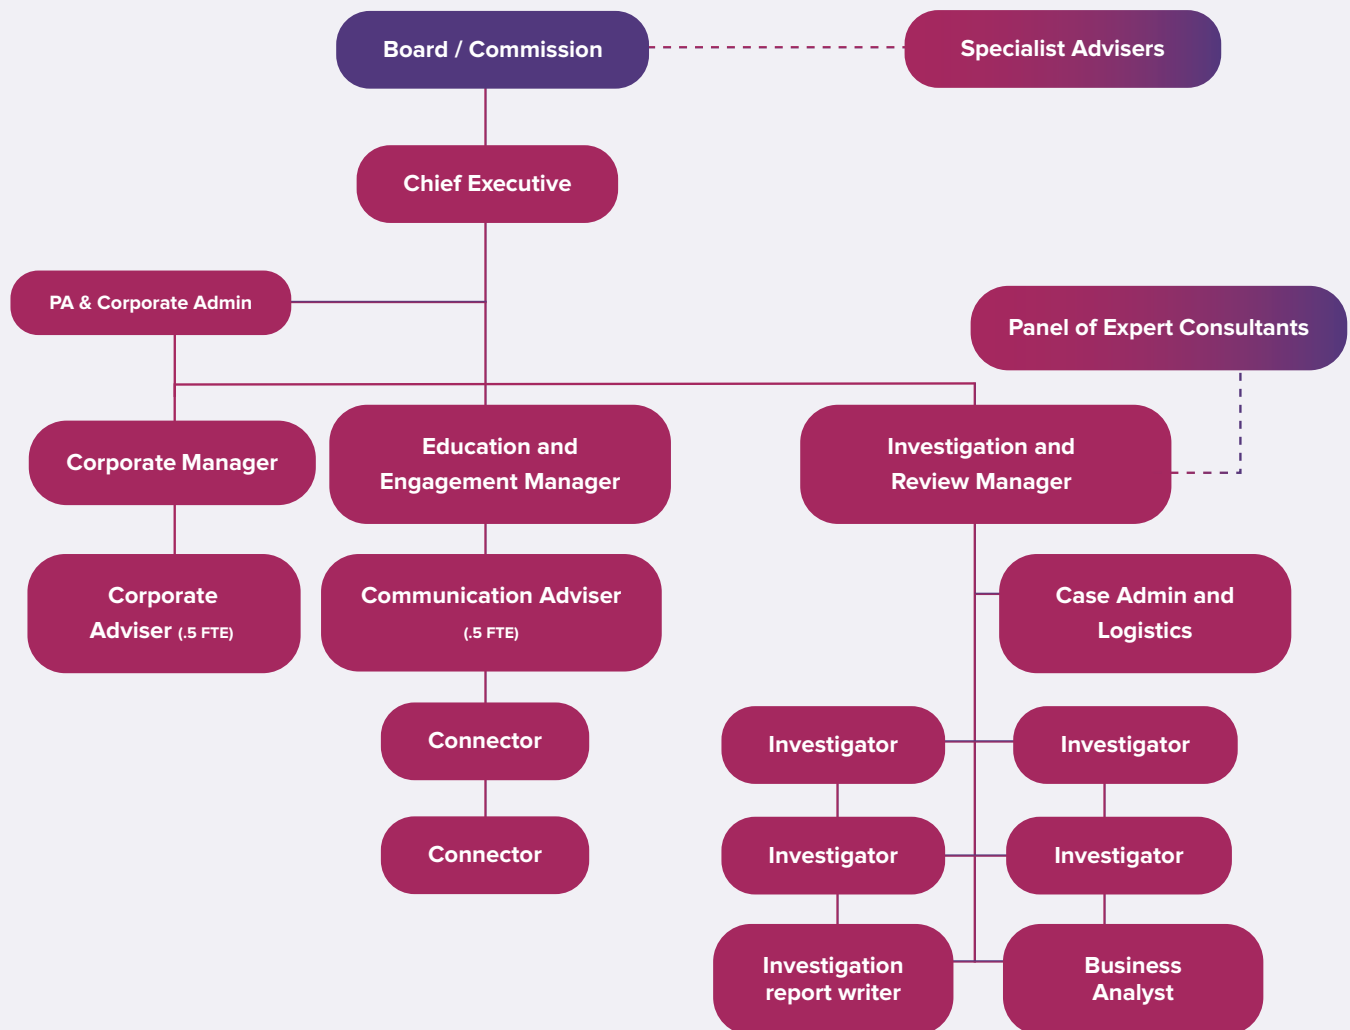 Board / Commission
Specialist Advisers
Chief Executive
PA & Corporate Admin
Panel of Expert Consultants
Corporate Manager
Education and
Engagement Manager
Investigation and
Review Manager
Corporate
Adviser (.5 FTE)
Communication Adviser
(.5 FTE)
Case Admin and
Logistics
Connector
Investigator
Investigator
Connector
Investigator
Investigator
Investigation
report writer
Business
Analyst